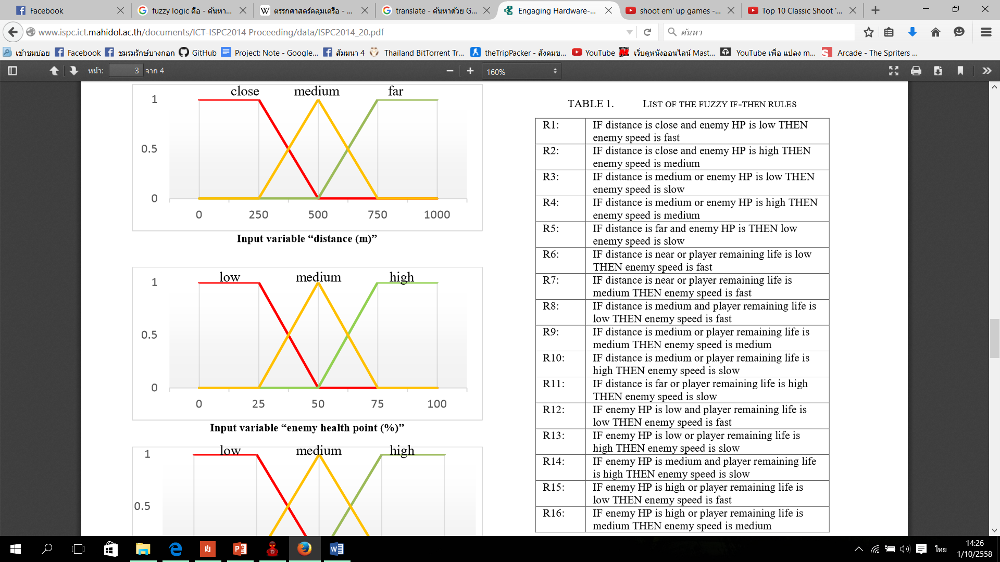 Facebook
fuzzy logic คือ - ค้นหา...
ตรรกศาสตร์คลุมเครือ - ...
translate - ค้นหาด้วย G...
Engaging Hardware-...
shoot em' up games -...
Top 10 Classic Shoot '...
www.ispc.ict.mahidol.ac.th/documents/ICT-ISPC2014 Proceeding/data/ISPC2014_20.pdf
ค้นหา
เข้าชมบ่อย
Facebook
ชมรมรักษ์บางกอก
GitHub
Project: Note - Google...
สัมมนา 4
Thailand BitTorrent Tr...
theTripPacker - สังคมข...
YouTube
เว็บดูหนังออนไลน์ Mast...
YouTube เพื่อ แปลง m...
Arcade - The Spriters ...
หน้า: 3 จาก 4
160%
close medium far
1
0.5
0
0 250 500 750 1000
Input variable “distance (m)”
low medium high
1
0.5
0
0 25 50 75 100
Input variable “enemy health point (%)”
low medium high
1
0.5
TABLE 1. LIST OF THE FUZZY IF-THEN RULES
R1: IF distance is close and enemy HP is low THEN
enemy speed is fast
R2: IF distance is close and enemy HP is high THEN
enemy speed is medium
R3: IF distance is medium or enemy HP is low THEN
enemy speed is slow
R4: IF distance is medium or enemy HP is high THEN
enemy speed is medium
R5: IF distance is far and enemy HP is THEN low
enemy speed is slow
R6: IF distance is near or player remaining life is low
THEN enemy speed is fast
R7: IF distance is near or player remaining life is
medium THEN enemy speed is fast
R8: IF distance is medium and player remaining life is
low THEN enemy speed is fast
R9: IF distance is medium or player remaining life is
medium THEN enemy speed is medium
R10: IF distance is medium or player remaining life is
high THEN enemy speed is slow
R11: IF distance is far or player remaining life is high
THEN enemy speed is slow
R12: IF enemy HP is low and player remaining life is
low THEN enemy speed is fast
R13: IF enemy HP is low or player remaining life is
high THEN enemy speed is slow
R14: IF enemy HP is medium and player remaining life
is high THEN enemy speed is slow
R15: IF enemy HP is high or player remaining life is
low THEN enemy speed is fast
R16: IF enemy HP is high or player remaining life is
medium THEN enemy speed is medium
ไทย
14:26
1/10/2558